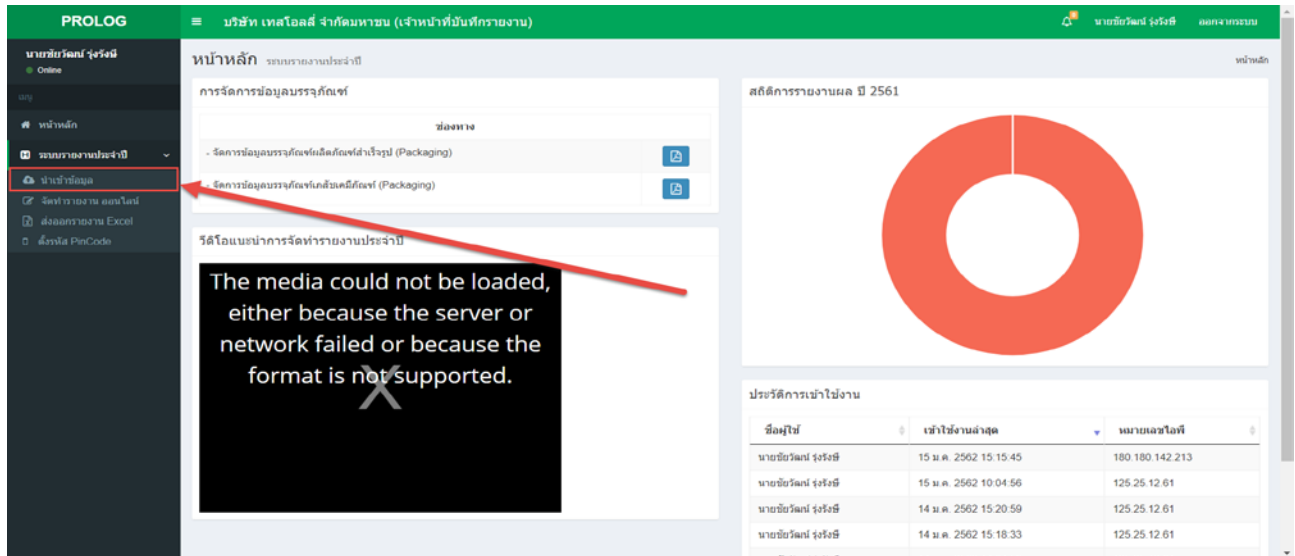 PROLOG
บริษัท เทสโอลลี่ จำกัดมหาชน (เจ้าหน้าที่บันทึกรายงาน)
นายชัยวัฒน์ รุ่งรังษี
ออกจากระบบ
นายชัยวัฒน์ รุ่งรังษี
Online
เมนู
หน้าหลัก
ระบบรายงานประจำปี
นำเข้าข้อมูล
จัดทำรายงาน ออนไลน์
ส่งออกรายงาน Excel
ตั้งรหัส PinCode
หน้าหลัก ระบบรายงานประจำปี
หน้าหลัก
การจัดการข้อมูลบรรจุภัณฑ์
ช่องทาง
- จัดการข้อมูลบรรจุภัณฑ์ผลิตภัณฑ์สำเร็จรูป (Packaging)
- จัดการข้อมูลบรรจุภัณฑ์เภสัชเคมีภัณฑ์ (Packaging)
วีดีโอแนะนำการจัดทำรายงานประจำปี
The media could not be loaded,
either because the server or
network failed or because the
format is not supported.
X
สถิติการรายงานผล ปี 2561
ประวัติการเข้าใช้งาน
ชื่อผู้ใช้ เข้าใช้งานล่าสุด หมายเลขไอพี
นายชัยวัฒน์ รุ่งรังษี 15 ม.ค. 2562 15:15:45 180.180.142.213
นายชัยวัฒน์ รุ่งรังษี 15 ม.ค. 2562 10:04:56 125.25.12.61
นายชัยวัฒน์ รุ่งรังษี 14 ม.ค. 2562 15:20:59 125.25.12.61
นายชัยวัฒน์ รุ่งรังษี 14 ม.ค. 2562 15:18:33 125.25.12.61